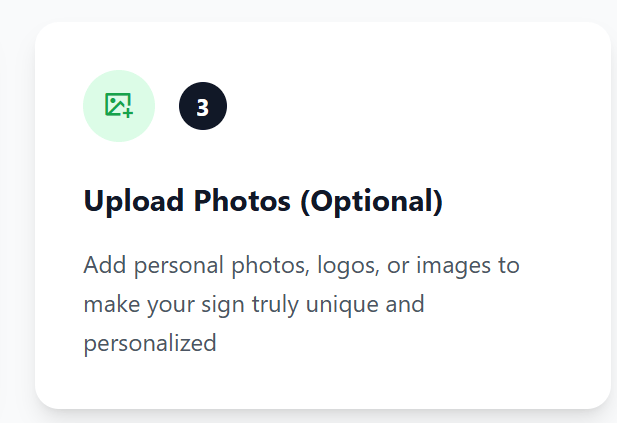 3
Upload Photos (Optional)
Add personal photos, logos, or images to
make your sign truly unique and
personalized